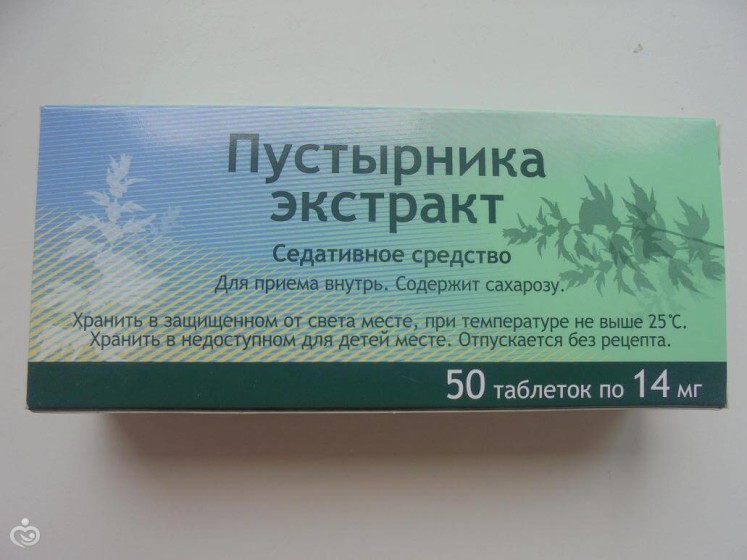 Пустырника
экстракт
Седативное средство
Для приема внутрь. Содержит сахарозу.
Хранить в защищенном от света месте, при температуре не выше 25°С.
Хранить в недоступном для детей месте. Отпускается без рецепта.
50 таблеток по 14 мг